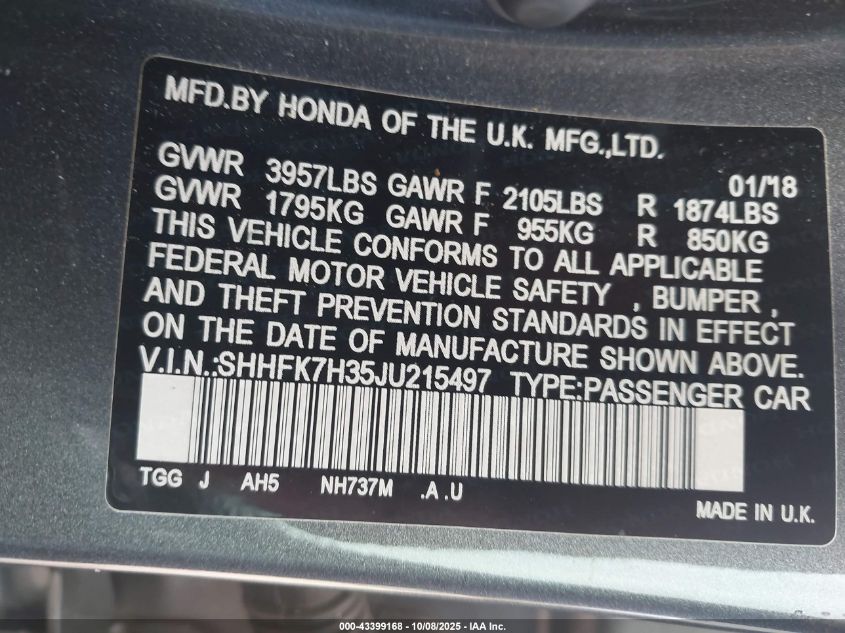 MFD.BY HONDA OF THE U.K. MFG.,LTD.
01/18
GVWR 3957LBS GAWR F 2105LBS R 1874LBS
GVWR 1795KG GAWR F 955KG R 850KG
THIS VEHICLE CONFORMS TO ALL APPLICABLE
FEDERAL MOTOR VEHICLE SAFETY , BUMPER ,
AND THEFT PREVENTION STANDARDS IN EFFECT
ON THE DATE OF MANUFACTURE SHOWN ABOVE.
V.I.N.:SHHFK7H35JU215497 TYPE:PASSENGER CAR
TGG J AH5 NH737M .A .U
MADE IN U.K.
000-43399168 - 10/08/2025 - IAA Inc.